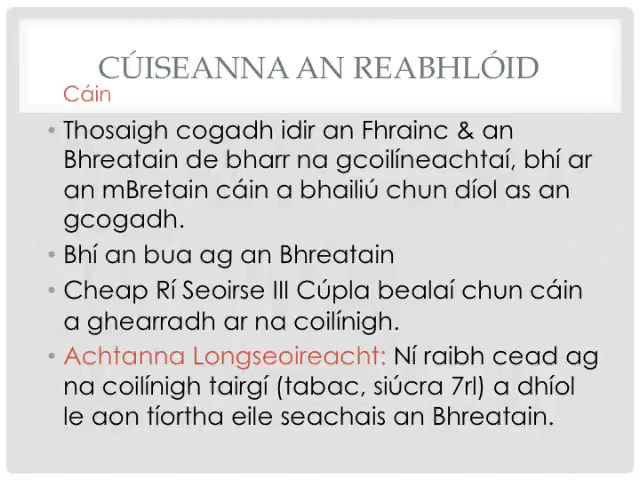 CÚISEANNA AN REABHLÓID
Cáin
• Thosaigh cogadh idir an Fhrainc & an
Bhreatain de bharr na gcoilíneachtaí, bhí ar
an mBretain cáin a bhailiú chun díol as an
gcogadh.
• Bhí an bua ag an Bhreatain
• Cheap Rí Seoirse III Cúpla bealaí chun cáin
a ghearradh ar na coilínigh.
• Achtanna Longseoireacht: Ní raibh cead ag
na coilínigh tairgí (tabac, siúcra 7rl) a dhíol
le aon tíortha eile seachais an Bhreatain.